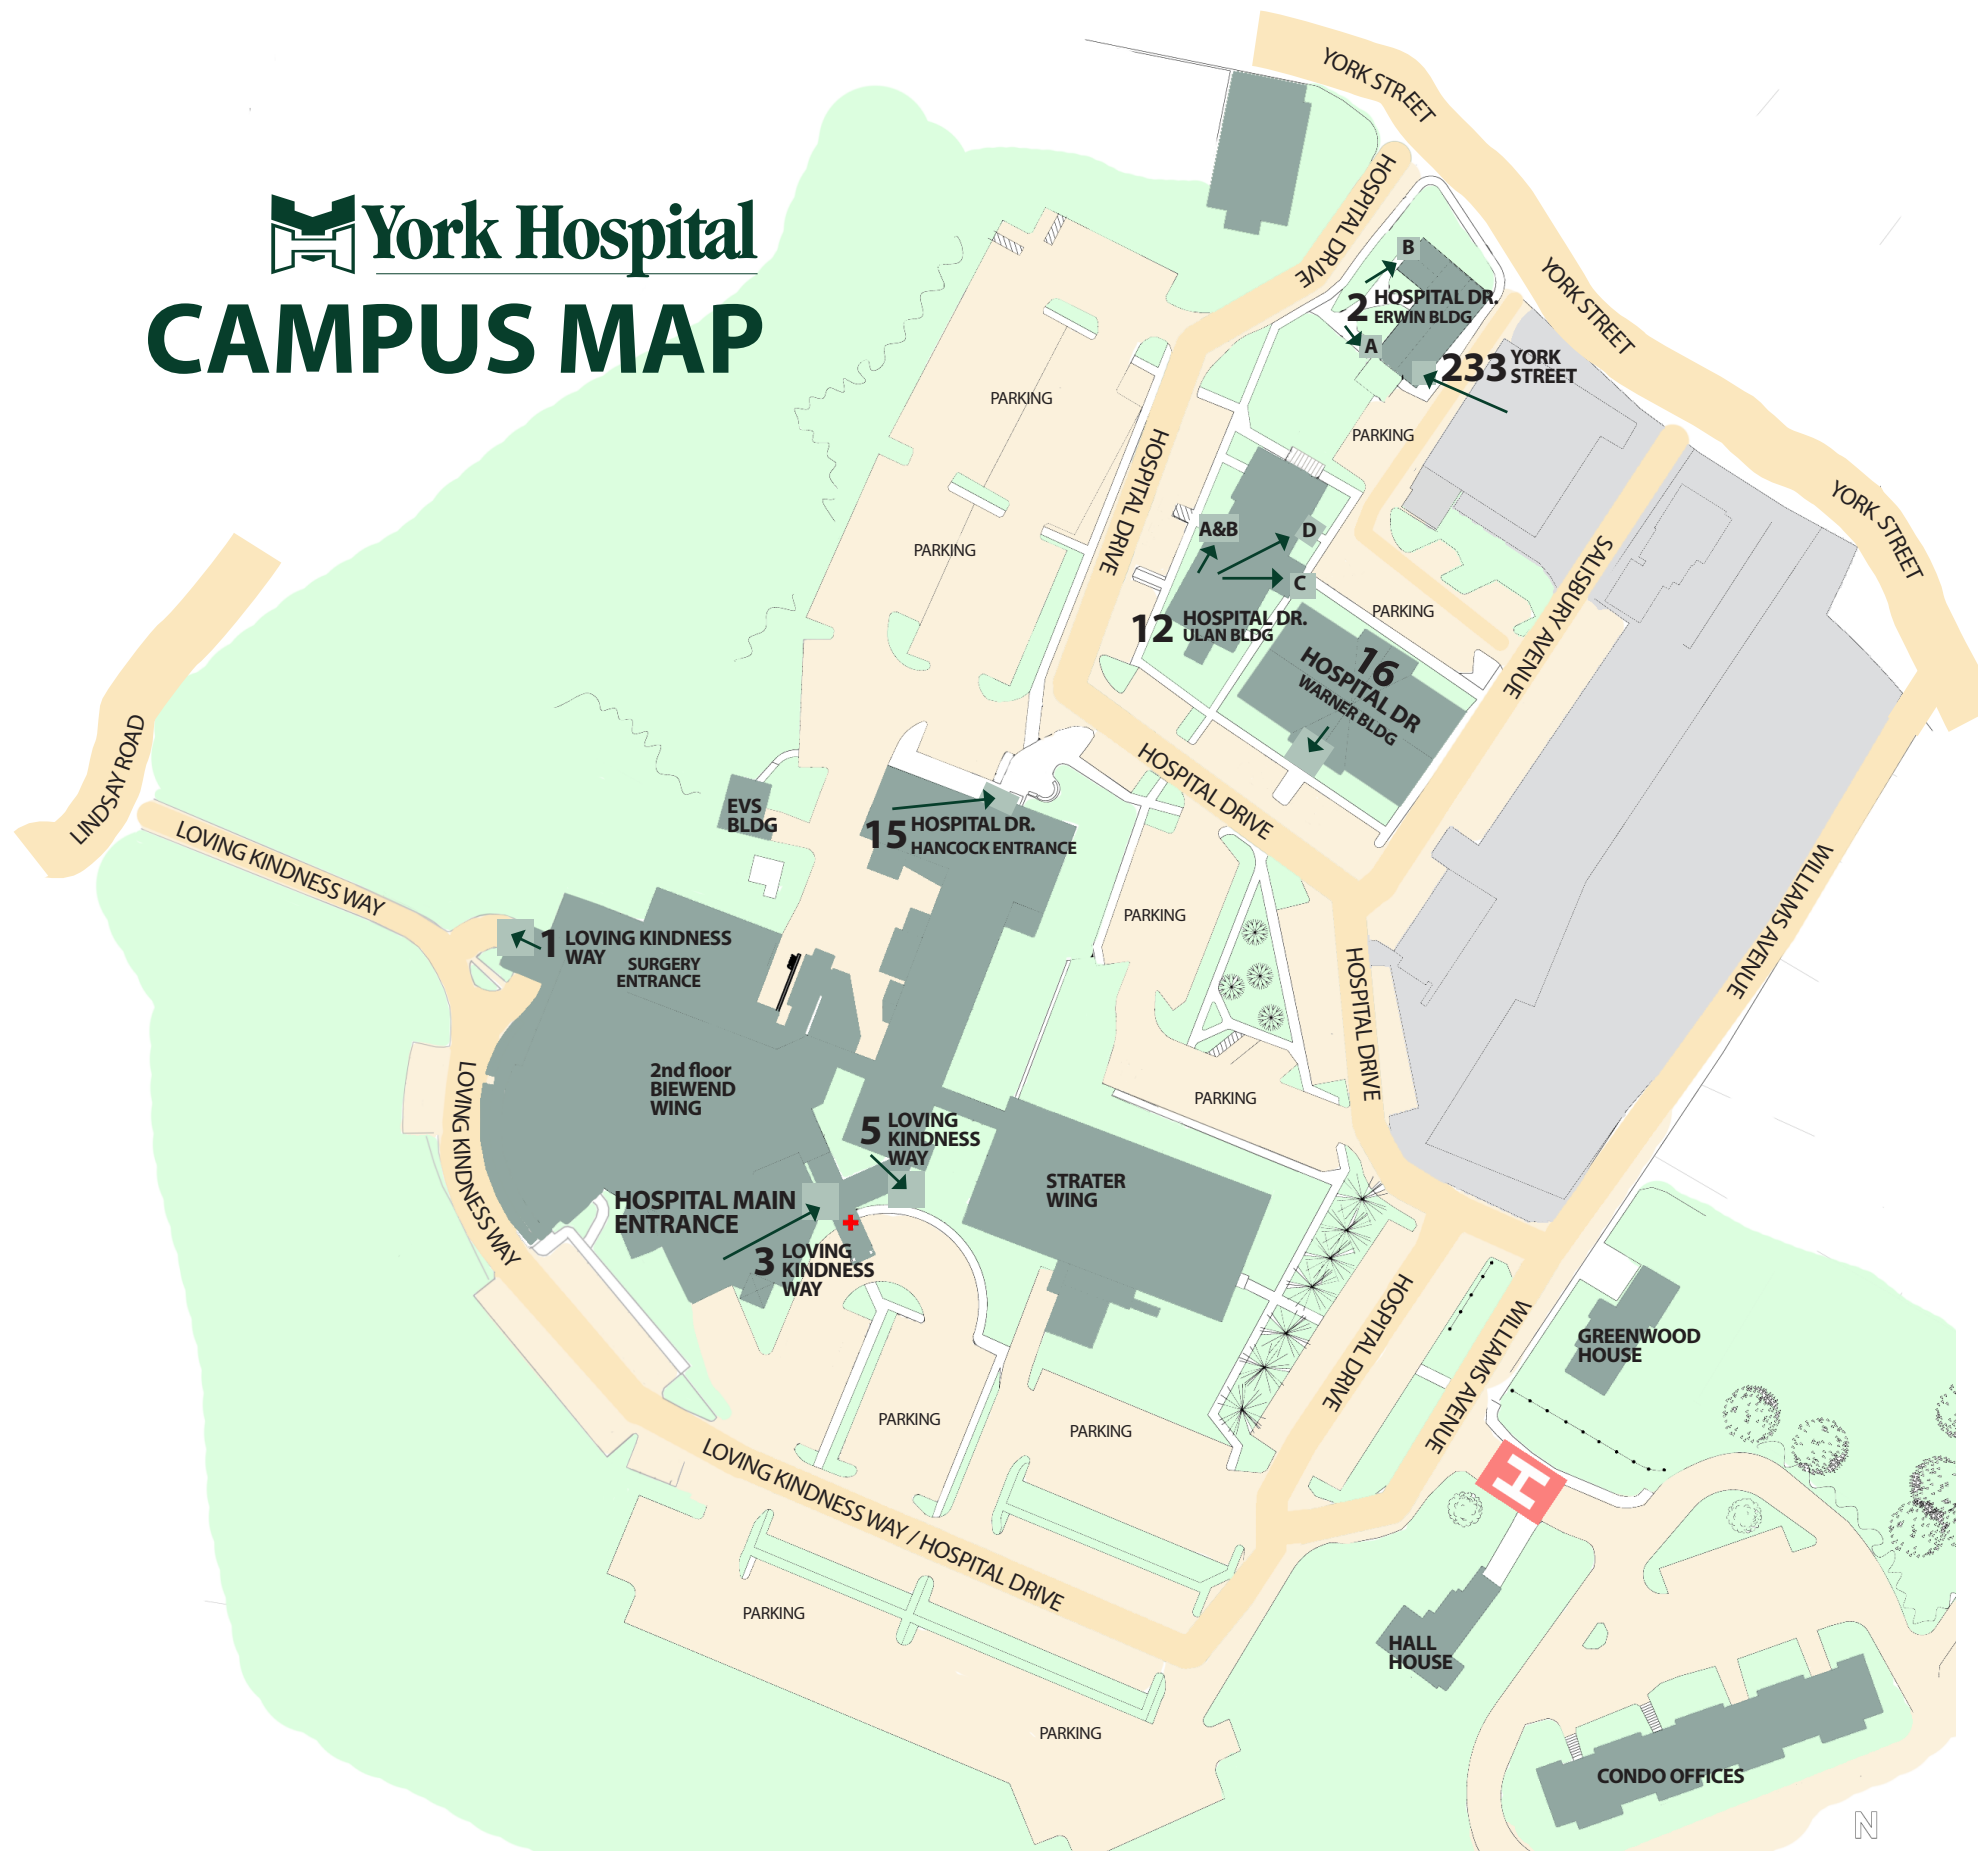 York Hospital
CAMPUS MAP
YORK STREET
HOSPITAL DRIVE
B
2 HOSPITAL DR.
ERWIN BLDG
A
YORK STREET
233 YORK
STREET
PARKING
PARKING
HOSPITAL DRIVE
YORK STREET
PARKING
A&B
D
C
SALISBURY AVENUE
PARKING
12 HOSPITAL DR.
ULAN BLDG
16
HOSPITAL DR
WARNER BLDG
LINDSAY ROAD
HOSPITAL DRIVE
EVS
BLDG
15 HOSPITAL DR.
HANCOCK ENTRANCE
LOVING KINDNESS WAY
WILLIAMS AVENUE
PARKING
1 LOVING KINDNESS
WAY
SURGERY
ENTRANCE
HOSPITAL DRIVE
2nd floor
BIEWEND
WING
PARKING
LOVING KINDNESS WAY
5 LOVING
KINDNESS
WAY
STRATER
WING
HOSPITAL MAIN
ENTRANCE
3 LOVING
KINDNESS
WAY
HOSPITAL DRIVE
WILLIAMS AVENUE
GREENWOOD
HOUSE
PARKING
PARKING
H
LOVING KINDNESS WAY / HOSPITAL DRIVE
PARKING
HALL
HOUSE
PARKING
CONDO OFFICES
N